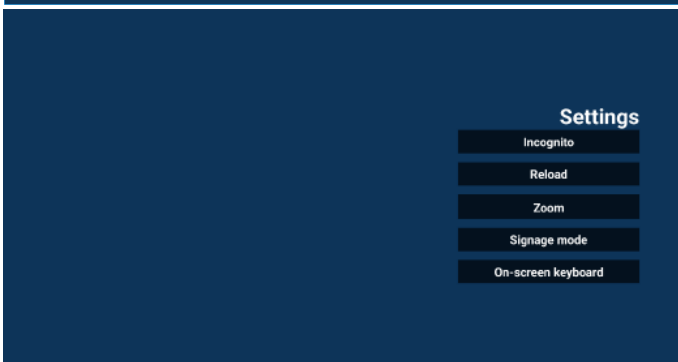 Settings
Incognito
Reload
Zoom
Signage mode
On-screen keyboard